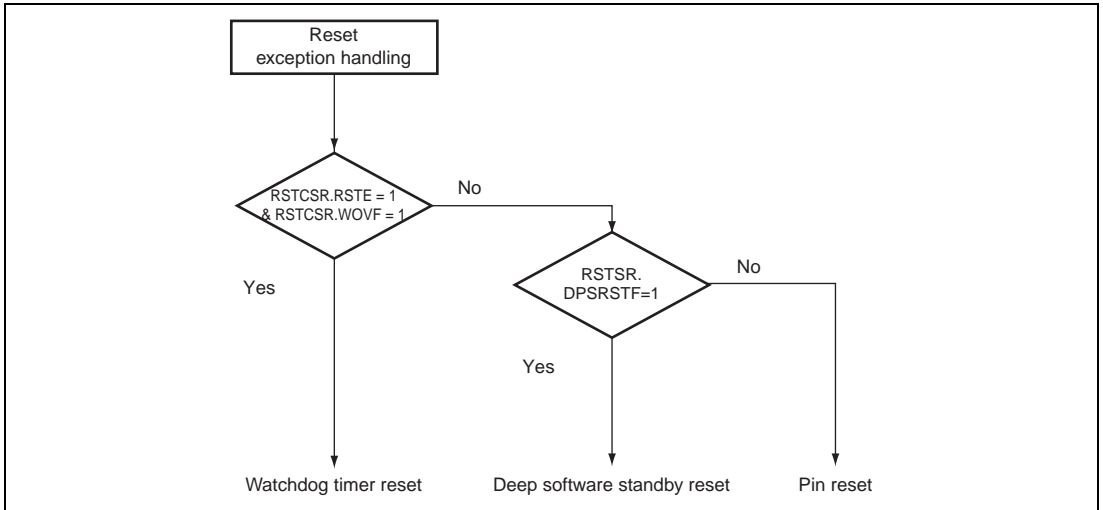 Reset
exception handling
RSTCSR.RSTE = 1
& RSTCSR.WOVF = 1
No
RSTSR.
DPSRSTF=1
No
Yes
Yes
Watchdog timer reset
Deep software standby reset
Pin reset